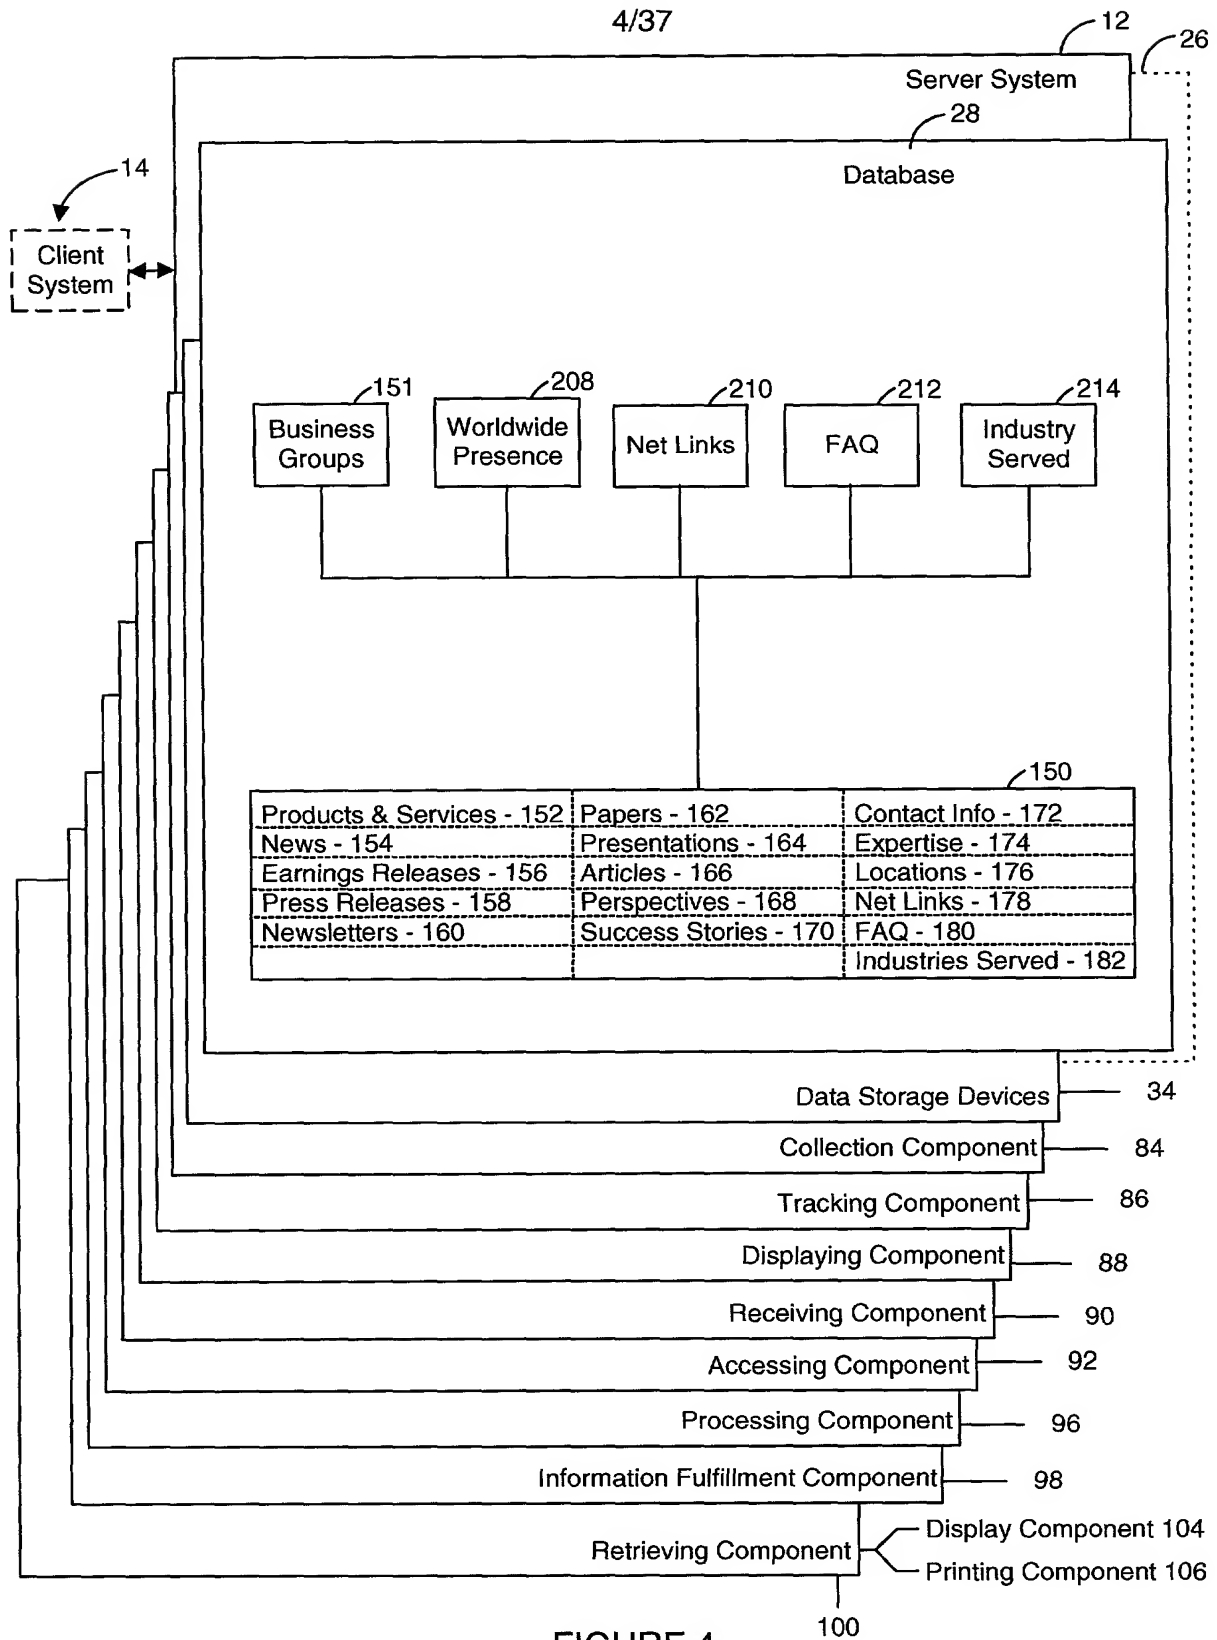 4/37
12
26
Server System
28
Database
14
Client
System
151
208
210
212
214
Business
Groups
Worldwide
Presence
Net Links
FAQ
Industry
Served
150
Products & Services - 152
Papers - 162
Contact Info - 172
News - 154
Presentations - 164
Expertise - 174
Earnings Releases - 156
Articles - 166
Locations - 176
Press Releases - 158
Perspectives - 168
Net Links - 178
Newsletters - 160
Success Stories - 170
FAQ - 180
Industries Served - 182
Data Storage Devices
34
Collection Component
84
Tracking Component
86
Displaying Component
88
Receiving Component
90
Accessing Component
92
Processing Component
96
Information Fulfillment Component
98
Retrieving Component
Display Component 104
Printing Component 106
100
FIGURE 4